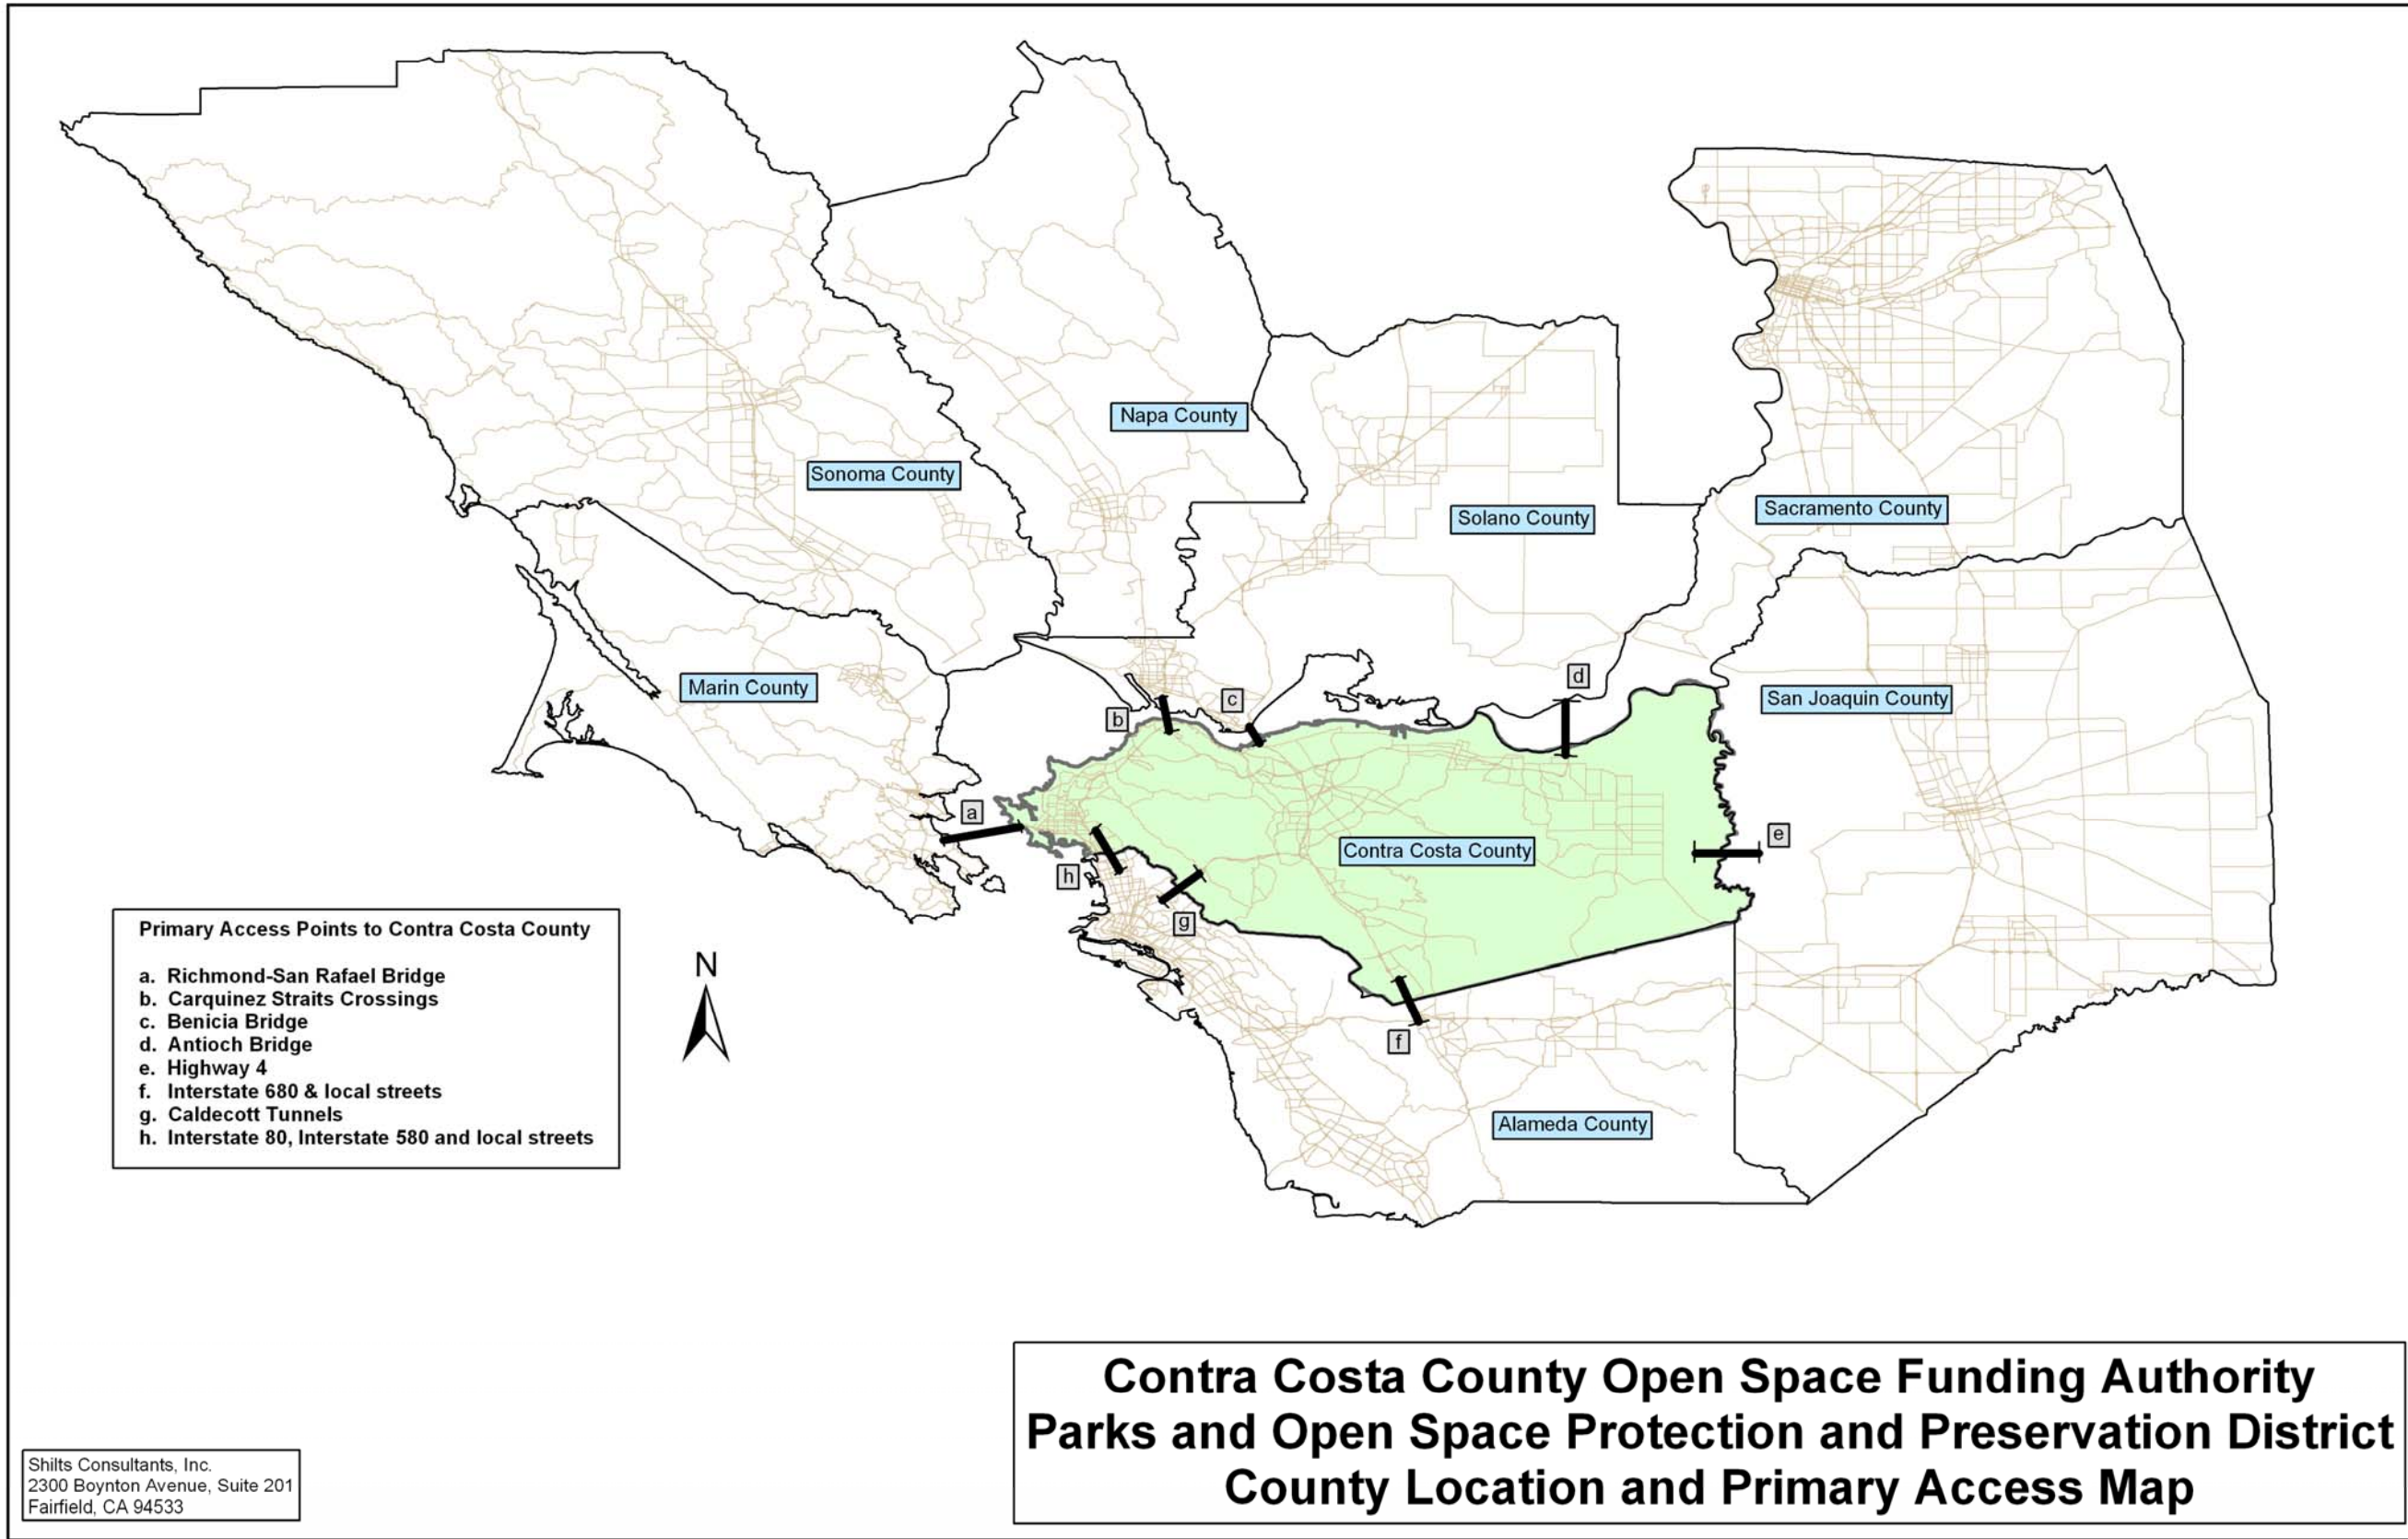 Napa County
Sonoma County
Solano County
Sacramento County
Marin County
San Joaquin County
d
c
b
a
e
Contra Costa County
h
g
f
Alameda County
N
Primary Access Points to Contra Costa County
a. Richmond-San Rafael Bridge
b. Carquinez Straits Crossings
c. Benicia Bridge
d. Antioch Bridge
e. Highway 4
f. Interstate 680 & local streets
g. Caldecott Tunnels
h. Interstate 80, Interstate 580 and local streets
Contra Costa County Open Space Funding Authority
Parks and Open Space Protection and Preservation District
County Location and Primary Access Map
Shilts Consultants, Inc.
2300 Boynton Avenue, Suite 201
Fairfield, CA 94533